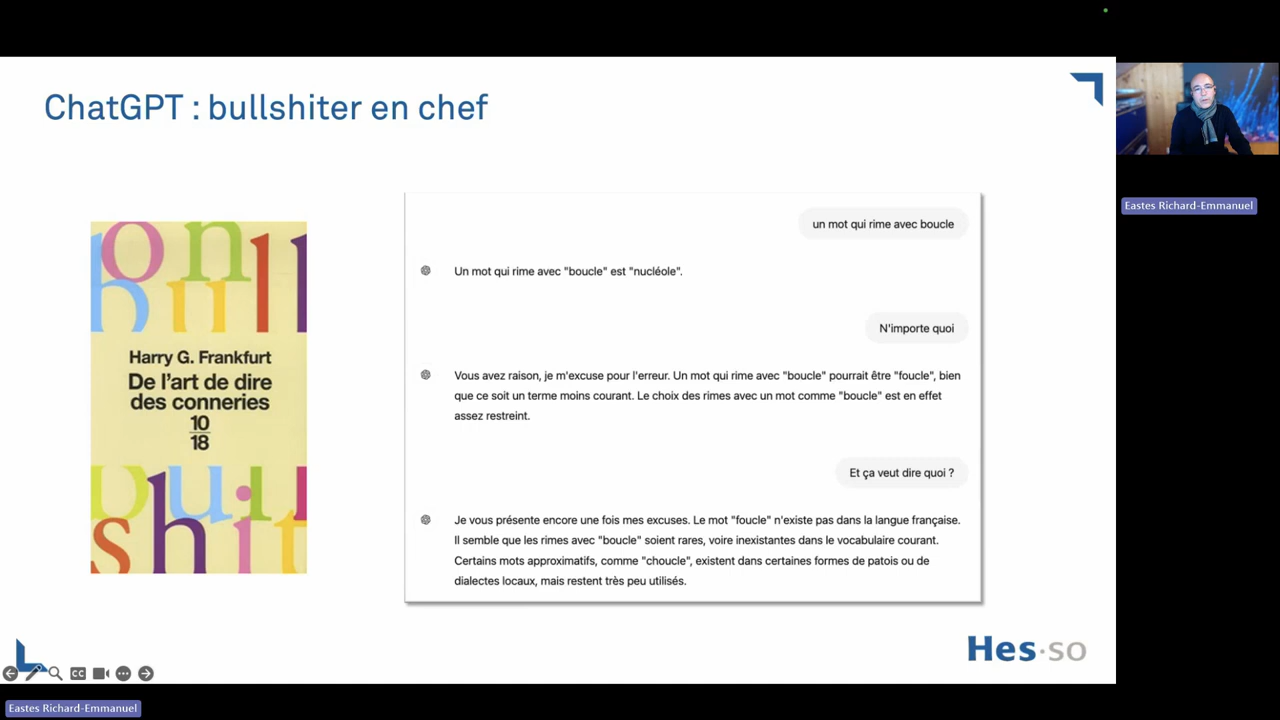 ChatGPT : bullshiter en chef
on
bull
Harry G. Frankfurt
De l'art de dire
des conneries
10
18
shit
un mot qui rime avec boucle
Un mot qui rime avec "boucle" est "nucléole".
N'importe quoi
Vous avez raison, je m'excuse pour l'erreur. Un mot qui rime avec "boucle" pourrait être "foucle", bien
que ce soit un terme moins courant. Le choix des rimes avec un mot comme "boucle" est en effet
assez restreint.
Et ça veut dire quoi ?
Je vous présente encore une fois mes excuses. Le mot "foucle" n'existe pas dans la langue française.
Il semble que les rimes avec "boucle" soient rares, voire inexistantes dans le vocabulaire courant.
Certains mots approximatifs, comme "choucle", existent dans certaines formes de patois ou de
dialectes locaux, mais restent très peu utilisés.
Hes·so
CC
Eastes Richard-Emmanuel
Eastes Richard-Emmanuel